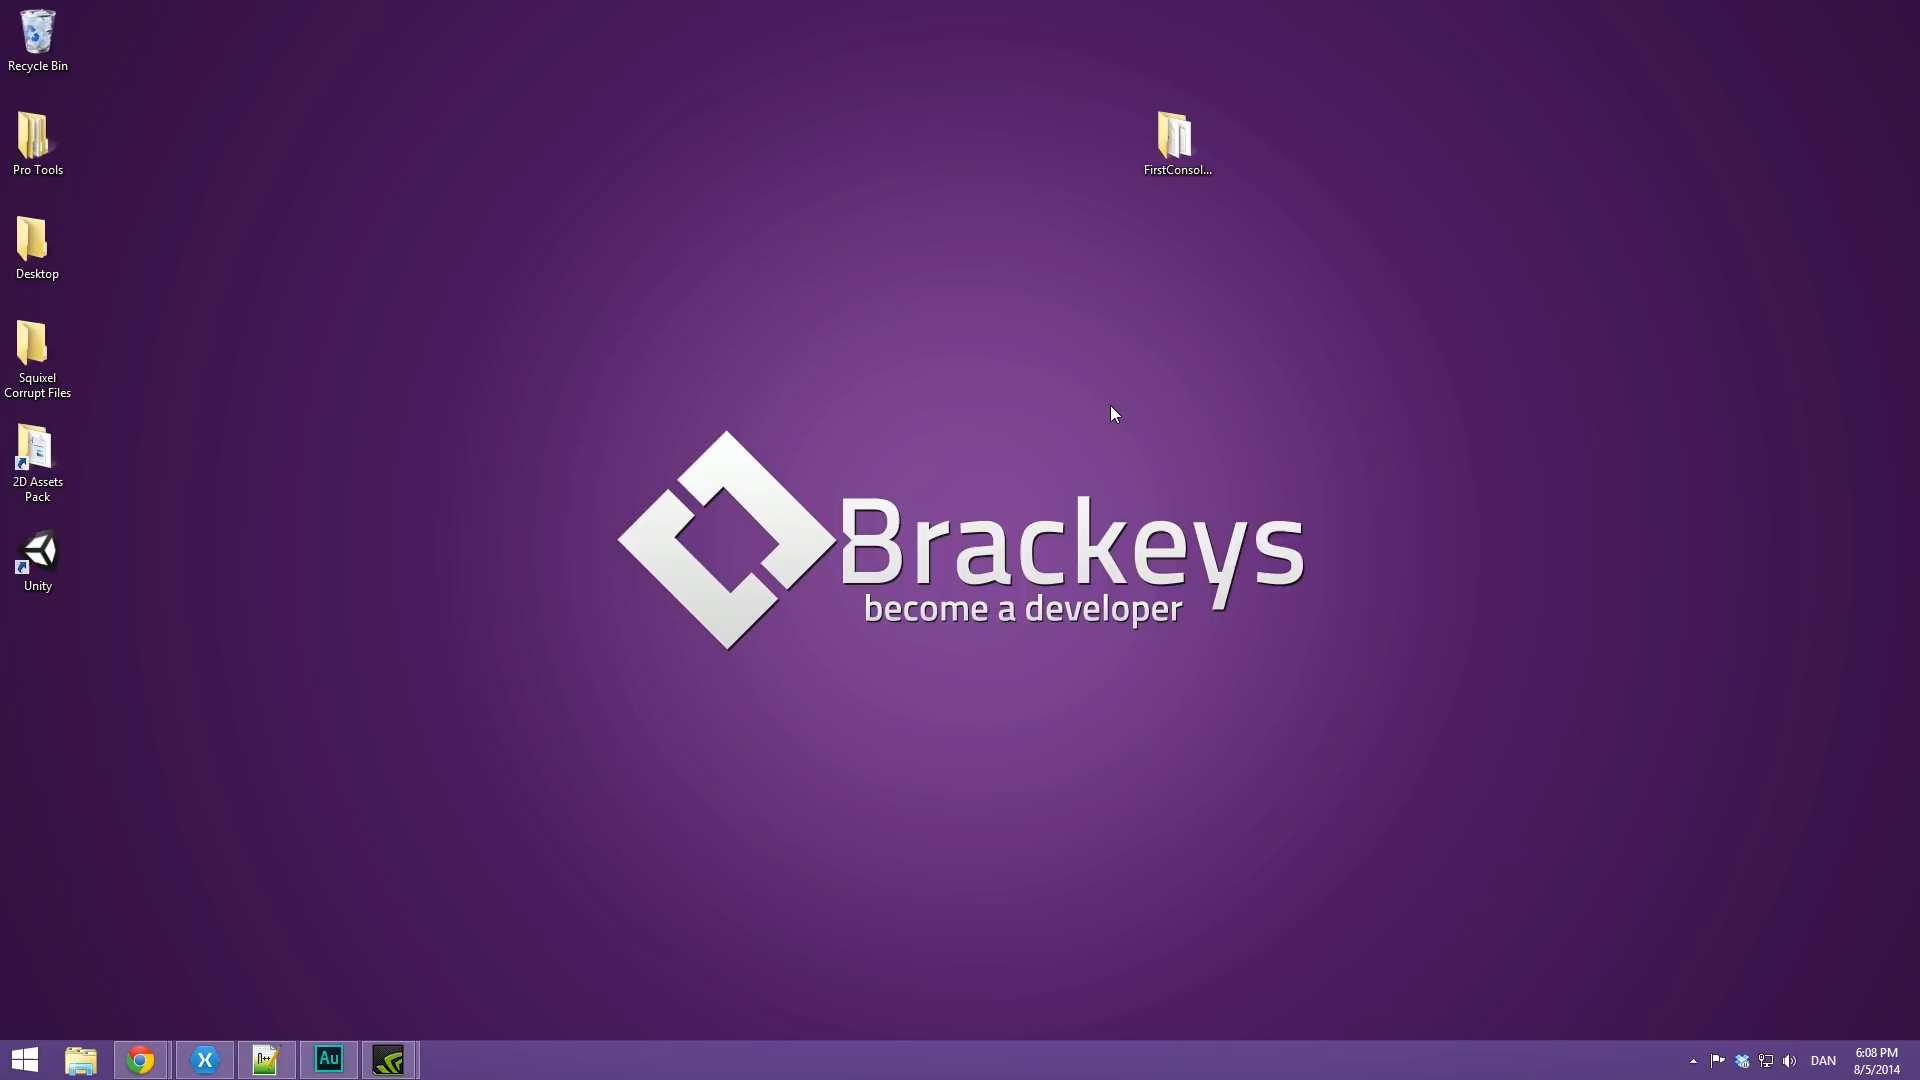 Recycle Bin
Pro Tools
FirstConsol...
Desktop
Squixel
Corrupt Files
2D Assets
Pack
Unity
Brackeys
become a developer
X
n++
Au
DAN
6:08 PM
8/5/2014